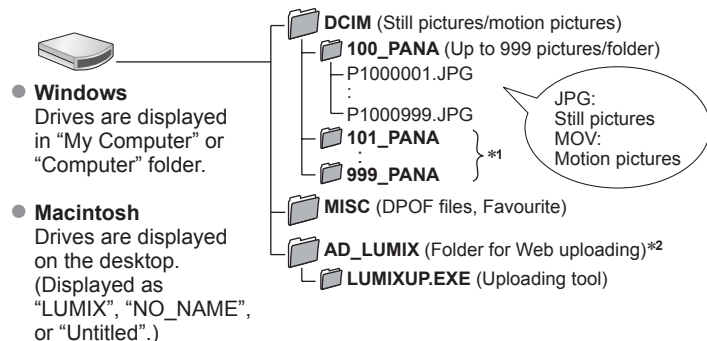 ● Windows
Drives are displayed
in “My Computer” or
“Computer” folder.
● Macintosh
Drives are displayed
on the desktop.
(Displayed as
“LUMIX”, “NO_NAME”,
or “Untitled”.)
DCIM (Still pictures/motion pictures)
100_PANA (Up to 999 pictures/folder)
P1000001.JPG
:
P1000999.JPG
101_PANA
:
999_PANA
*1
JPG:
Still pictures
MOV:
Motion pictures
MISC (DPOF files, Favourite)
AD_LUMIX (Folder for Web uploading)*2
LUMIXUP.EXE (Uploading tool)